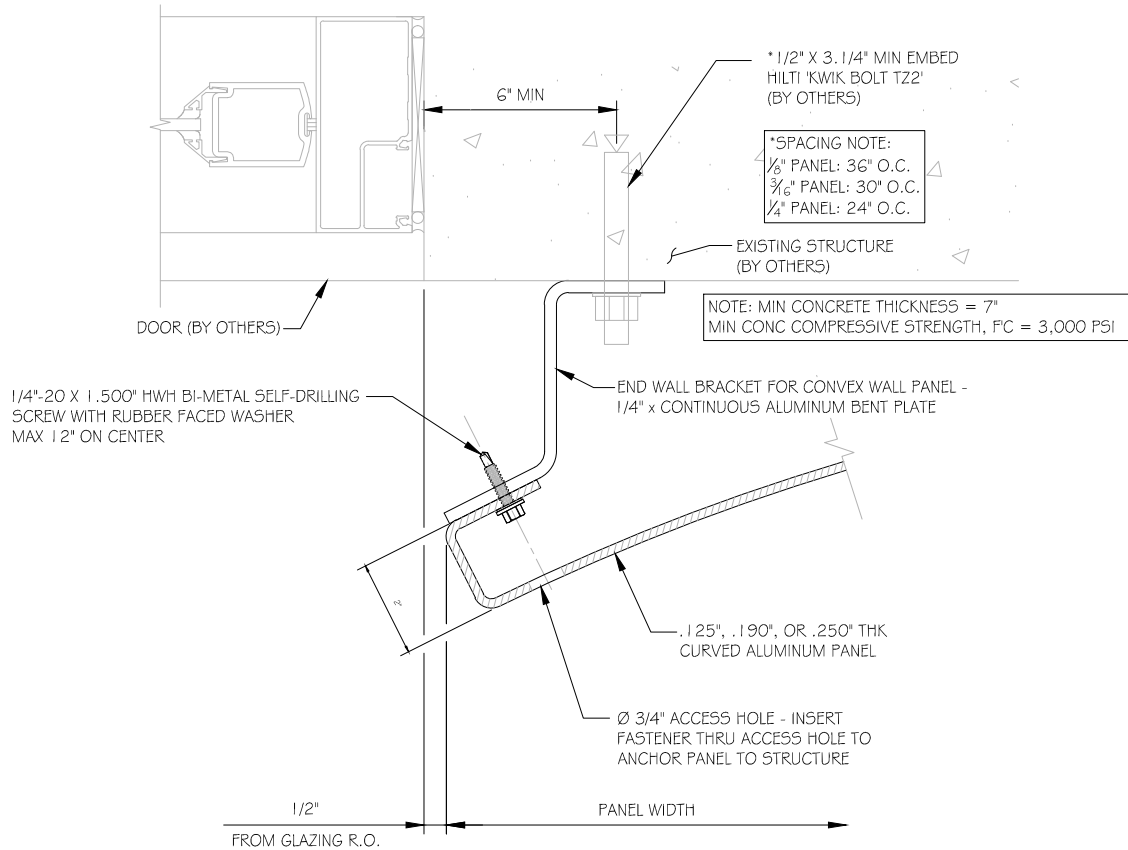 *1/2" X 3.1/4" MIN EMBED
HILTI 'KWIK BOLT TZ2'
(BY OTHERS)
6" MIN
*SPACING NOTE:
1/8" PANEL: 36" O.C.
3/16" PANEL: 30" O.C.
1/4" PANEL: 24" O.C.
EXISTING STRUCTURE
(BY OTHERS)
NOTE: MIN CONCRETE THICKNESS = 7"
MIN CONC COMPRESSIVE STRENGTH, F'C = 3,000 PSI
DOOR (BY OTHERS)
1/4"-20 X 1.500" HWH BI-METAL SELF-DRILLING
SCREW WITH RUBBER FACED WASHER
MAX 12" ON CENTER
END WALL BRACKET FOR CONVEX WALL PANEL -
1/4" x CONTINUOUS ALUMINUM BENT PLATE
2"
.125", .190", OR .250" THK
CURVED ALUMINUM PANEL
Ø 3/4" ACCESS HOLE - INSERT
FASTENER THRU ACCESS HOLE TO
ANCHOR PANEL TO STRUCTURE
1/2"
FROM GLAZING R.O.
PANEL WIDTH